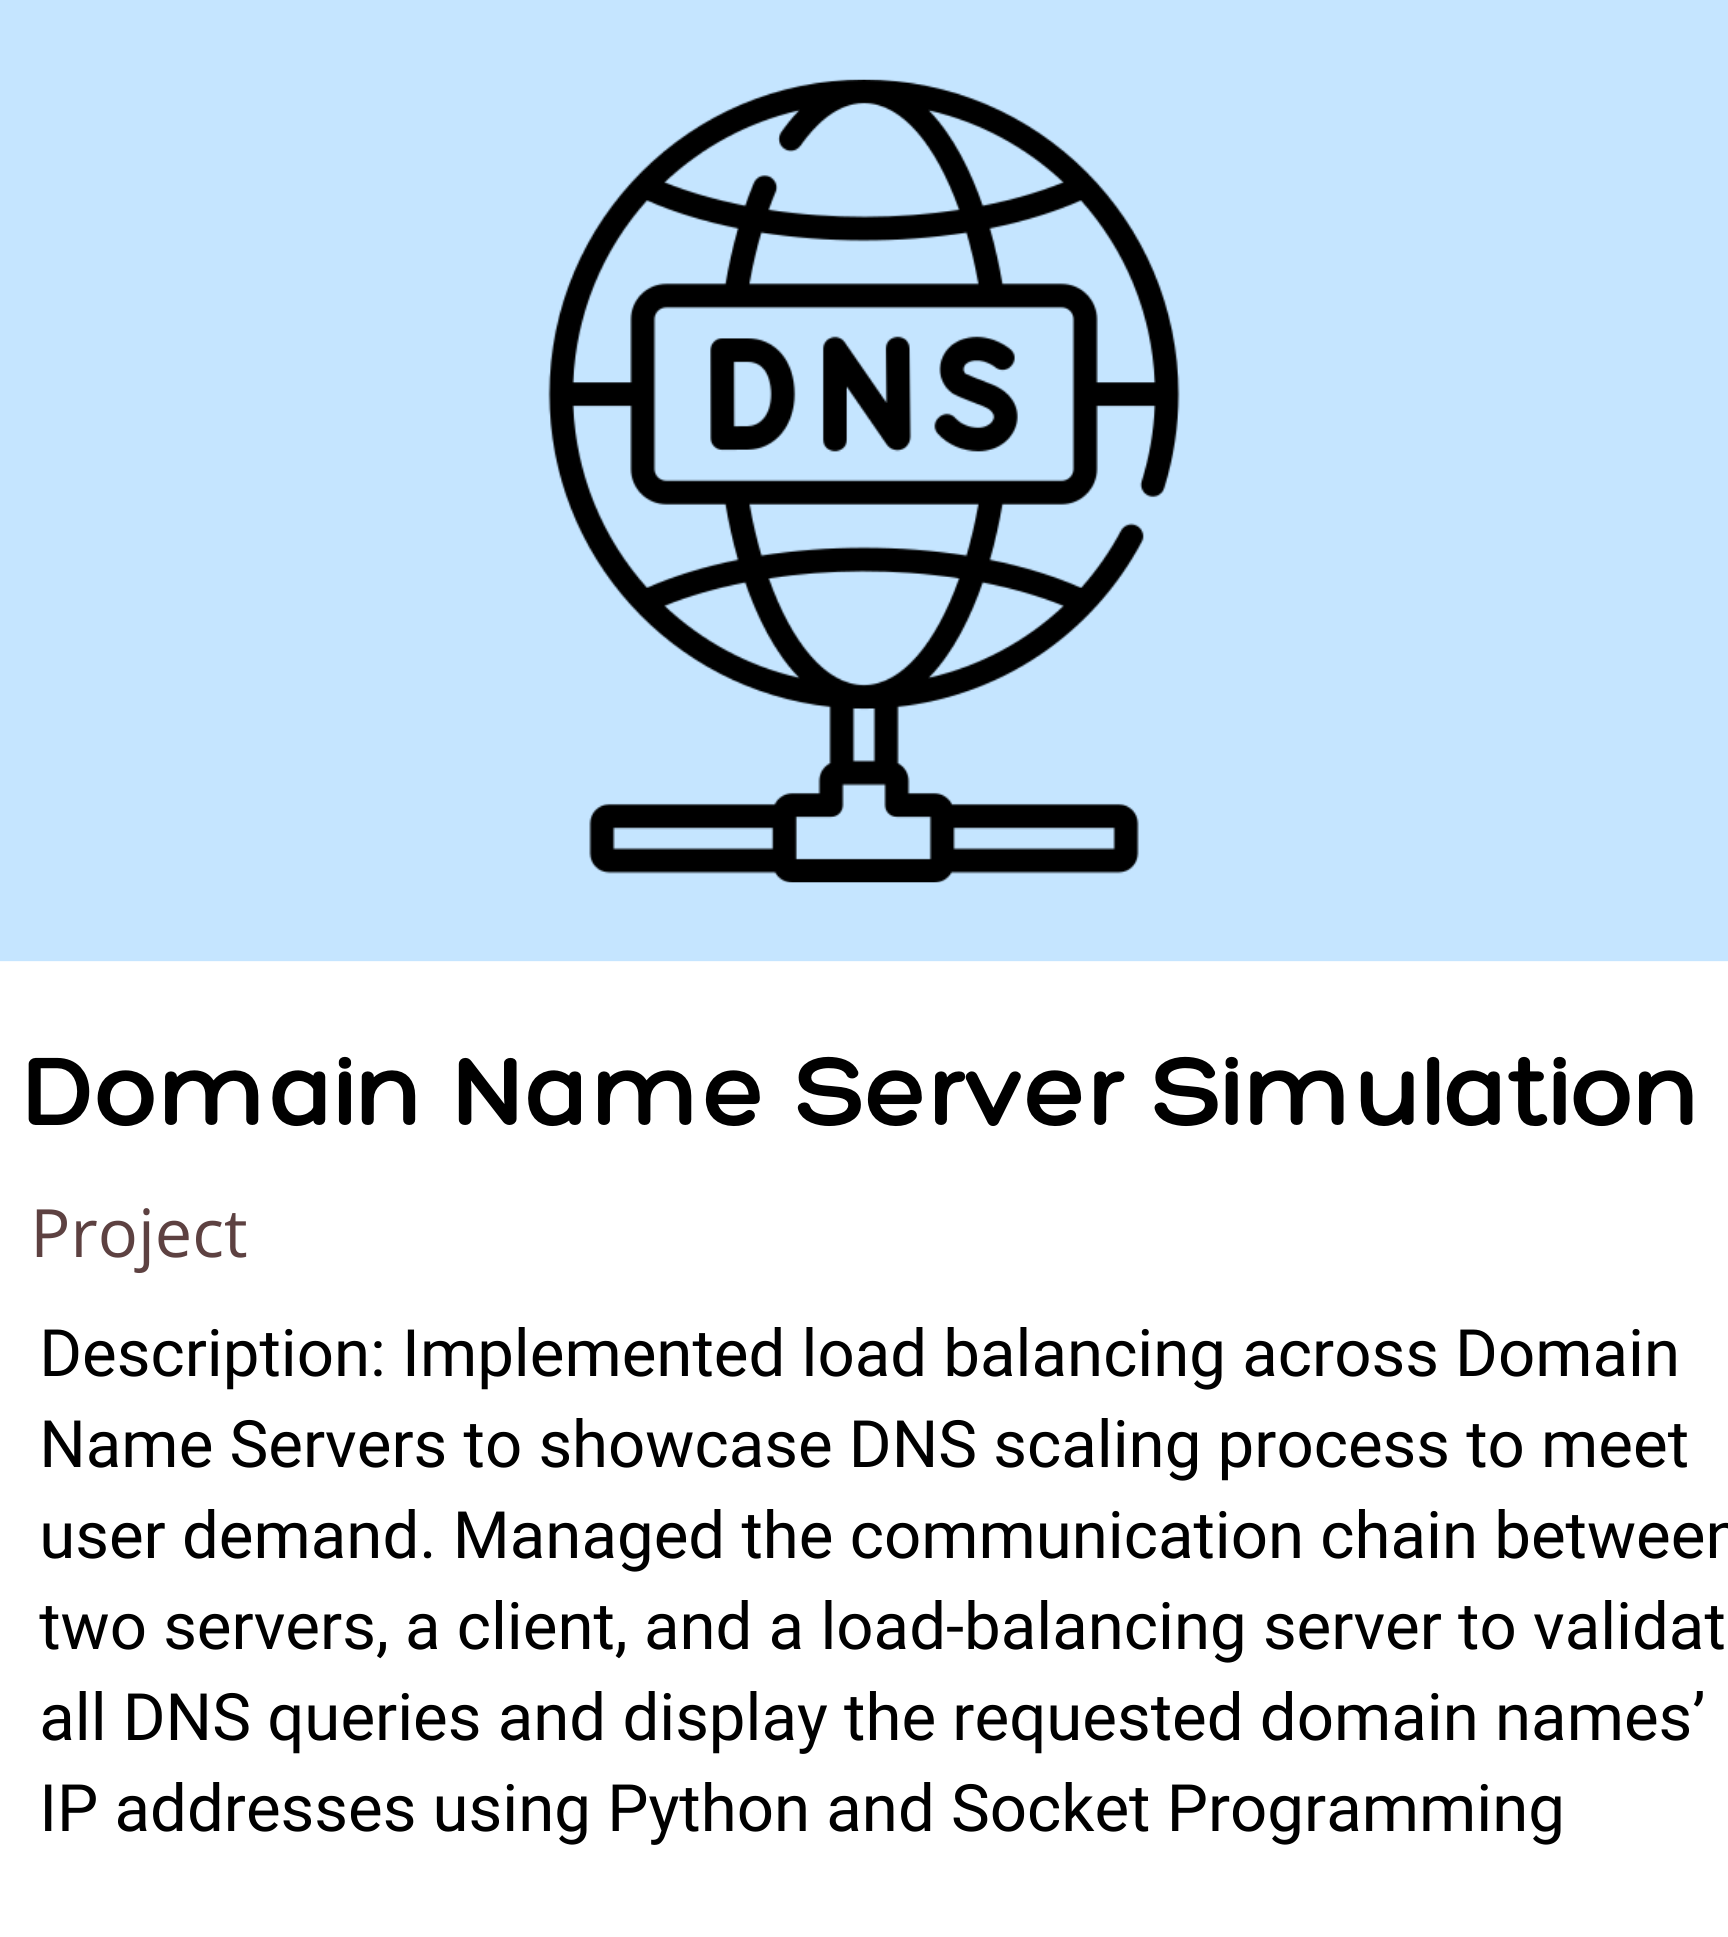 DNS
Domain Name Server Simulation
Project
Description: Implemented load balancing across Domain
Name Servers to showcase DNS scaling process to meet
user demand. Managed the communication chain between
two servers, a client, and a load-balancing server to validat
all DNS queries and display the requested domain names’
IP addresses using Python and Socket Programming